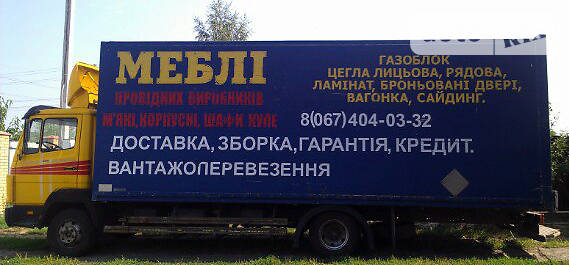 МЕБЛІ
ПРОВІДНИХ ВИРОБНИКІВ
М'ЯКІ, КОРПУСНІ, ШАФИ КУПЕ
ГАЗОБЛОК
ЦЕГЛА ЛИЦЬОВА, РЯДОВА,
ЛАМІНАТ, БРОНЬОВАНІ ДВЕРІ,
ВАГОНКА, САЙДИНГ.
8(067)404-03-32
ДОСТАВКА, ЗБОРКА, ГАРАНТІЯ, КРЕДИТ.
ВАНТАЖОПЕРЕВЕЗЕННЯ